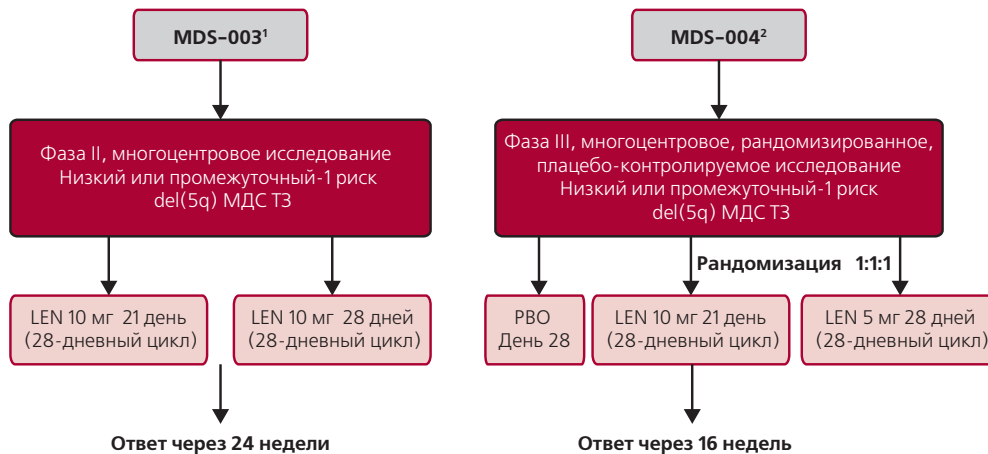 MDS–003¹
Фаза II, многоцентровое исследование
Низкий или промежуточный-1 риск
del(5q) МДС ТЗ
LEN 10 мг 21 день
(28-дневный цикл)
LEN 10 мг 28 дней
(28-дневный цикл)
Ответ через 24 недели
MDS–004²
Фаза III, многоцентровое, рандомизированное,
плацебо-контролируемое исследование
Низкий или промежуточный-1 риск
del(5q) МДС ТЗ
Рандомизация 1:1:1
PBO
День 28
LEN 10 мг 21 день
(28-дневный цикл)
LEN 5 мг 28 дней
(28-дневный цикл)
Ответ через 16 недель